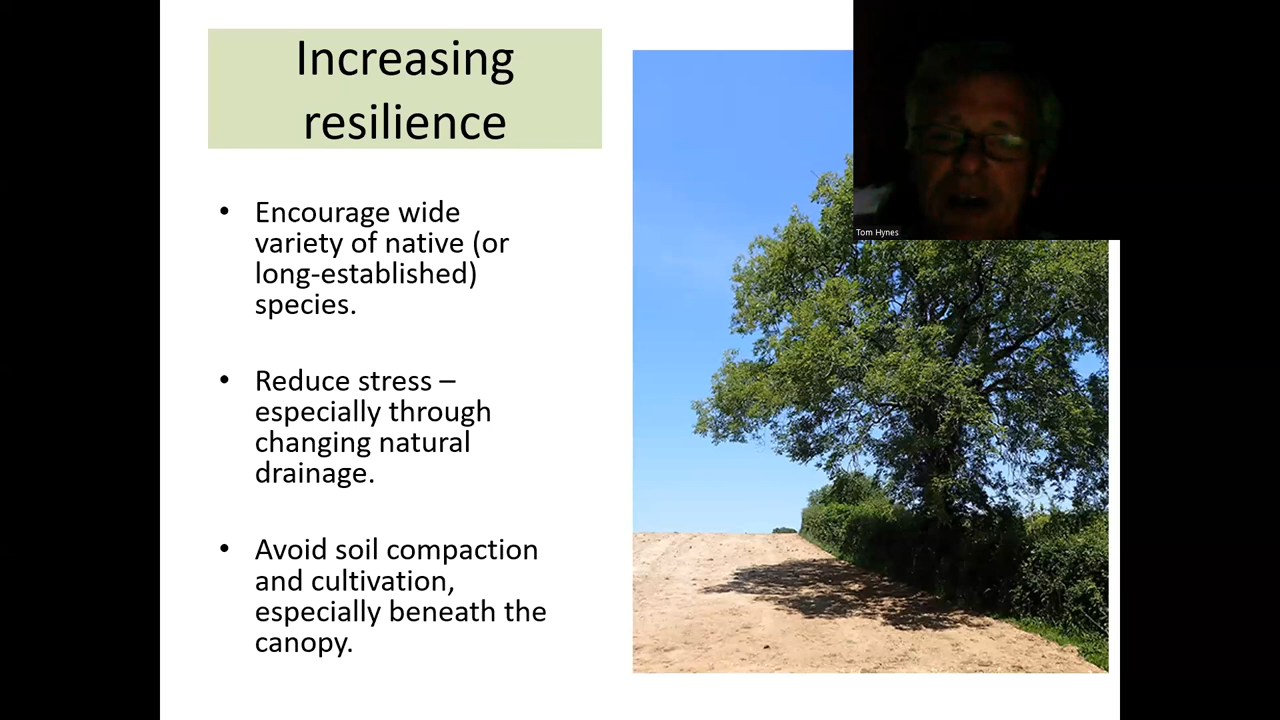 Increasing
resilience
• Encourage wide
variety of native (or
long-established)
species.
• Reduce stress –
especially through
changing natural
drainage.
• Avoid soil compaction
and cultivation,
especially beneath the
canopy.
Tom Hynes